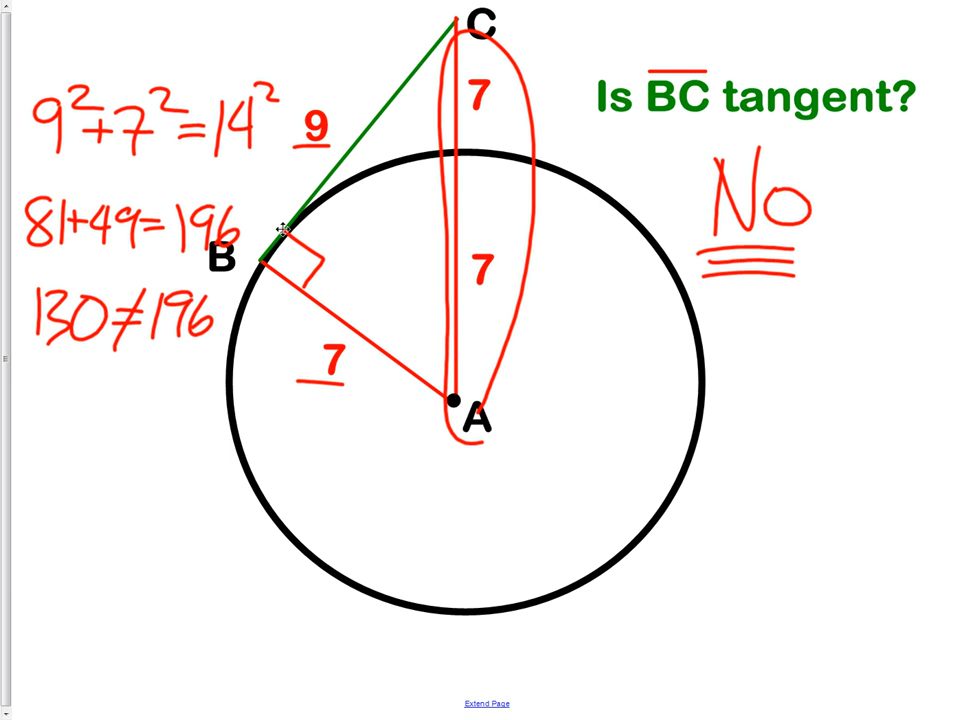 C
7
Is BC tangent?
9² + 7² = 14²
9
No
81 + 49 = 196
B
7
130 ≠ 196
7
A
Extend Page